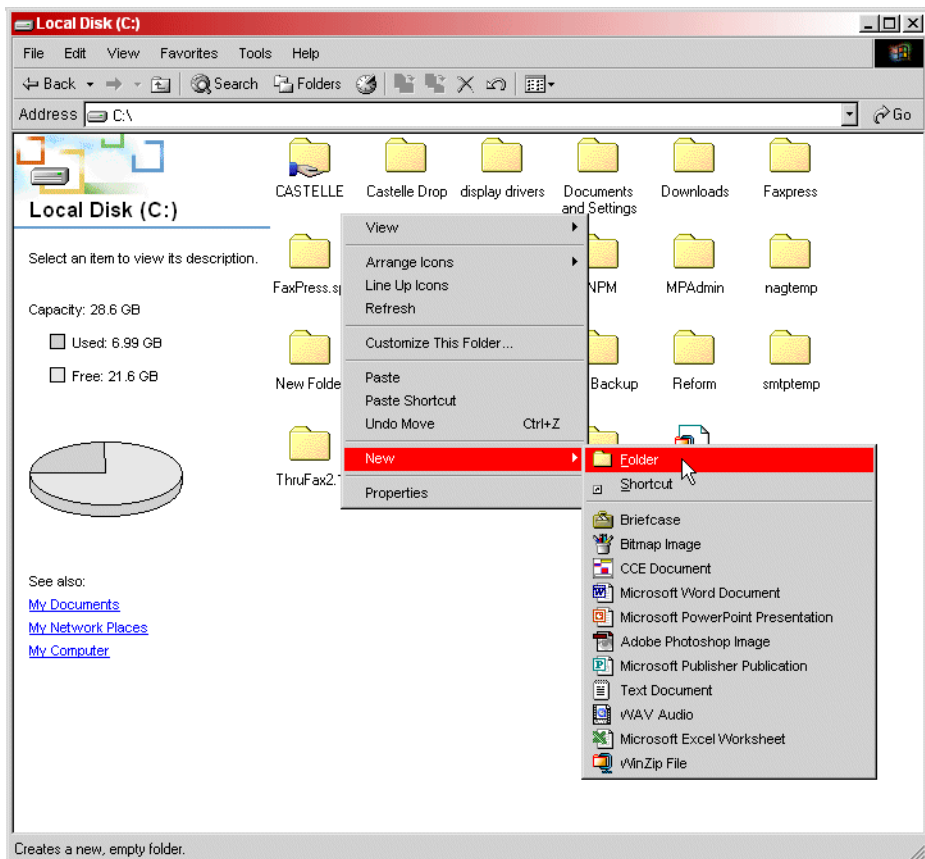 Local Disk (C:)
File Edit View Favorites Tools Help
Back Search Folders
Address C:\ Go
Local Disk (C:)
Select an item to view its description.
Capacity: 28.6 GB
Used: 6.99 GB
Free: 21.6 GB
See also:
My Documents
My Network Places
My Computer
CASTELLE Castelle Drop display drivers Documents and Settings Downloads Faxpress
FaxPress.sp NPM MPAdmin nagtemp
New Folde Backup Reform smtptemp
ThruFax2.
View
Arrange Icons
Line Up Icons
Refresh
Customize This Folder...
Paste
Paste Shortcut
Undo Move Ctrl+Z
New
Properties
Folder
Shortcut
Briefcase
Bitmap Image
CCE Document
Microsoft Word Document
Microsoft PowerPoint Presentation
Adobe Photoshop Image
Microsoft Publisher Publication
Text Document
WAV Audio
Microsoft Excel Worksheet
WinZip File
Creates a new, empty folder.